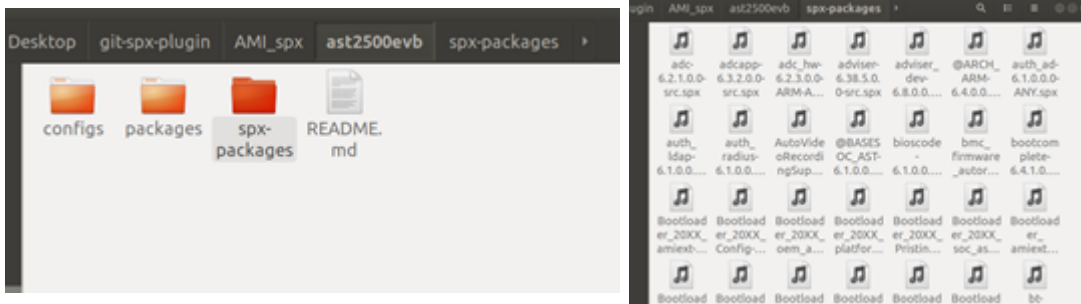 Desktop git-spx-plugin AMI_spx ast2500evb spx-packages
configs packages spx- README.
packages md
ugin AMI_spx ast2500evb spx-packages
adc- adcapp- adc_hw- adviser- adviser_ @ARCH_ auth_ad-
6.2.1.0.0- 6.3.2.0.0- 6.2.3.0.0- 6.38.5.0. dev- ARM- 6.1.0.0.0-
src.spx src.spx ARM-A... 0-src.spx 6.8.0.0.... 6.4.0.0.... ANY.spx
auth_ auth_ AutoVide @BASES bioscode bmc_ bootcom
ldap- radius- oRecordi OC_AST- - firmware plete-
6.1.0.0.... 6.1.0.0.... ngSup... 6.1.0.0.... 6.1.0.0.... _autor.... 6.4.1.0....
Bootload Bootload Bootload Bootload Bootload Bootload Bootload
er_20XX_ er_20XX_ er_20XX_ er_20XX_ er_20XX_ er_20XX_ er_
amiext-... Config-... oem_a... platfor... Pristin... soc_as... amiext...
Bootload Bootload Bootload Bootload Bootload Bootload bt-